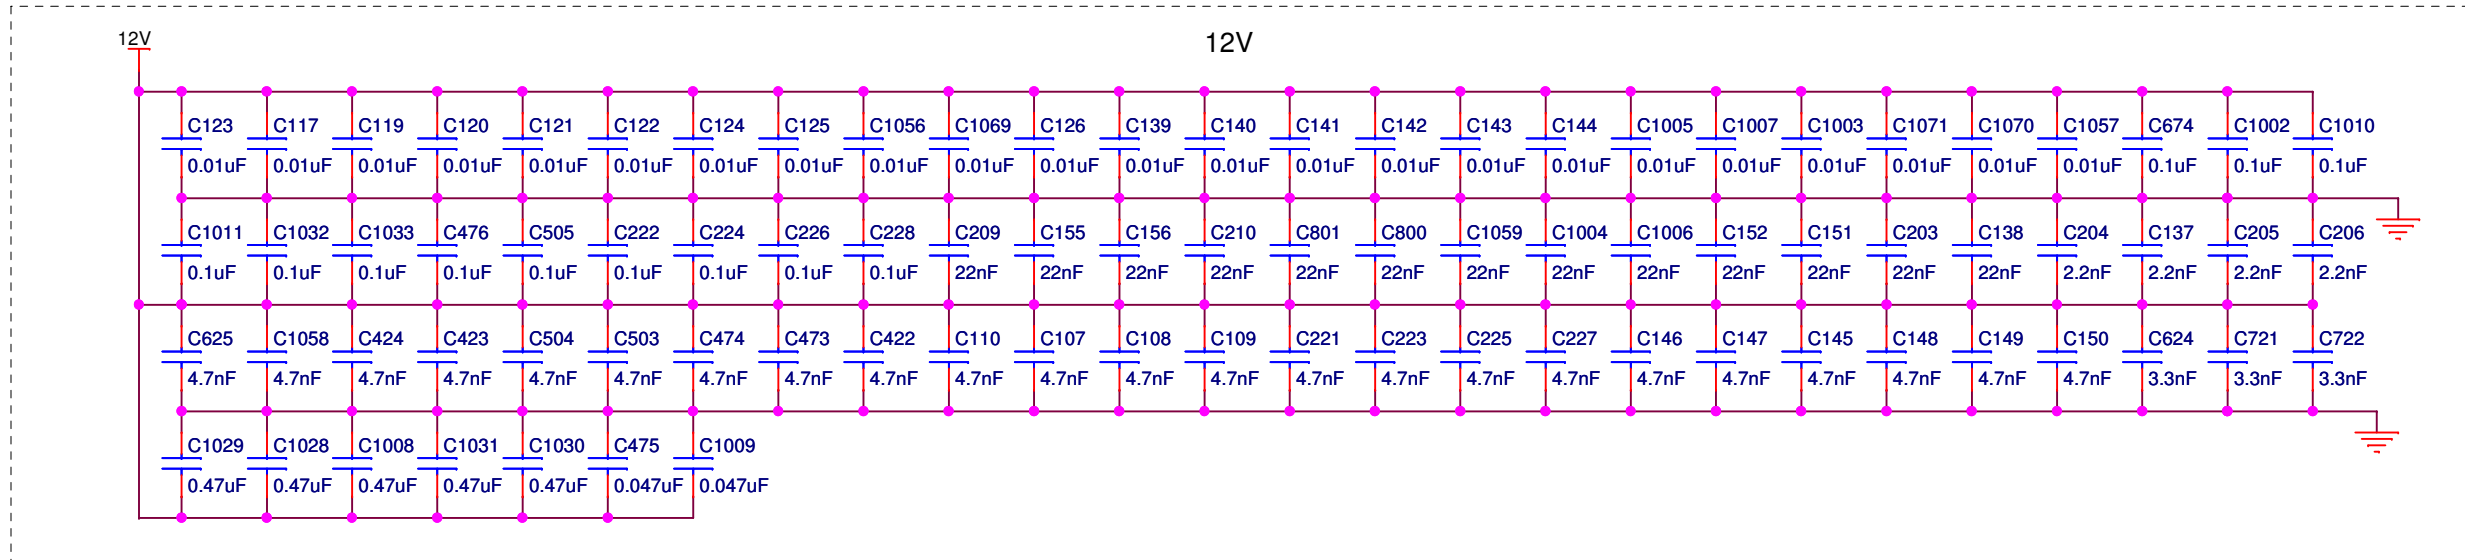 12V
12V
C123 C117 C119 C120 C121 C122 C124 C125 C1056 C1069 C126 C139 C140 C141 C142 C143 C144 C1005 C1007 C1003 C1071 C1070 C1057 C674 C1002 C1010
0.01uF 0.01uF 0.01uF 0.01uF 0.01uF 0.01uF 0.01uF 0.01uF 0.01uF 0.01uF 0.01uF 0.01uF 0.01uF 0.01uF 0.01uF 0.01uF 0.01uF 0.01uF 0.01uF 0.01uF 0.01uF 0.01uF 0.01uF 0.1uF 0.1uF 0.1uF
C1011 C1032 C1033 C476 C505 C222 C224 C226 C228 C209 C155 C156 C210 C801 C800 C1059 C1004 C1006 C152 C151 C203 C138 C204 C137 C205 C206
0.1uF 0.1uF 0.1uF 0.1uF 0.1uF 0.1uF 0.1uF 0.1uF 0.1uF 22nF 22nF 22nF 22nF 22nF 22nF 22nF 22nF 22nF 22nF 22nF 22nF 22nF 2.2nF 2.2nF 2.2nF 2.2nF
C625 C1058 C424 C423 C504 C503 C474 C473 C422 C110 C107 C108 C109 C221 C223 C225 C227 C146 C147 C145 C148 C149 C150 C624 C721 C722
4.7nF 4.7nF 4.7nF 4.7nF 4.7nF 4.7nF 4.7nF 4.7nF 4.7nF 4.7nF 4.7nF 4.7nF 4.7nF 4.7nF 4.7nF 4.7nF 4.7nF 4.7nF 4.7nF 4.7nF 4.7nF 4.7nF 4.7nF 3.3nF 3.3nF 3.3nF
C1029 C1028 C1008 C1031 C1030 C475 C1009
0.47uF 0.47uF 0.47uF 0.47uF 0.47uF 0.047uF 0.047uF